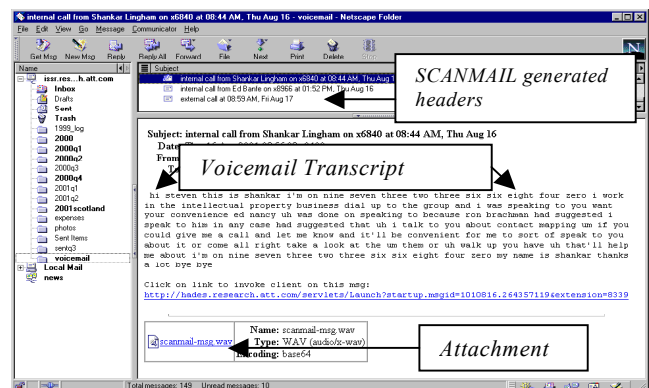 internal call from Shankar Lingham on x6840 at 08:44 AM, Thu Aug 16 - voicemail - Netscape Folder
File Edit View Go Message Communicator Help
Get Msg New Msg Reply Reply All Forward File Next Print Delete Stop
Name
Subject
issr.res...h.att.com
Inbox
Drafts
Sent
Trash
1999_log
2000
2000q1
2000q2
2000q3
2000q4
2001q1
2001q2
2001scotland
expenses
photos
Sent Items
sentq3
voicemail
Local Mail
news
internal call from Shankar Lingham on x6840 at 08:44 AM, Thu Aug 1
internal call from Ed Bante on x8966 at 01:52 PM, Thu Aug 16
external call at 08:59 AM, Fri Aug 17
SCANMAIL generated
headers
Subject: internal call from Shankar Lingham on x6840 at 08:44 AM, Thu Aug 16
Date:
From
Voicemail Transcript
hi steven this is shankar i'm on nine seven three two three six six eight four zero i work
in the intellectual property business dial up to the group and i was speaking to you want
your convenience ed nancy uh was done on speaking to because ron brachman had suggested i
speak to him in any case had suggested that uh i talk to you about contact mapping um if you
could give me a call and let me know and it'll be convenient for me to sort of speak to you
about it or come all right take a look at the um them or uh walk up you have uh that'll help
me about i'm on nine seven three two three six six eight four zero my name is shankar thanks
a lot bye bye
Click on link to invoke client on this msg:
http://hades.research.att.com/servlets/Launch?startup.msgid=1010816.264357119&extension=8339
scanmail-msg.wav
Name: scanmail-msg.wav
Type: WAV (audio/x-wav)
Encoding: base64
Attachment
Total messages: 149 Unread messages: 10